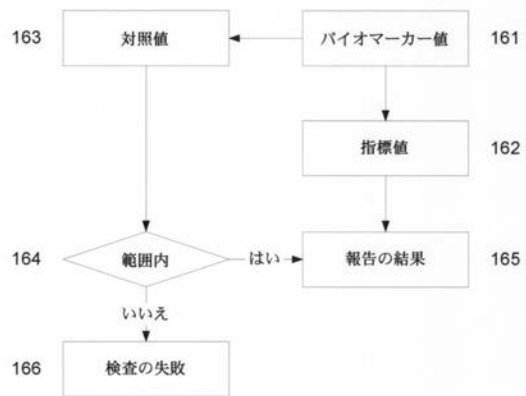 163
対照値
バイオマーカー値
161
指標値
162
164
範囲内
はい
報告の結果
165
いいえ
166
検査の失敗